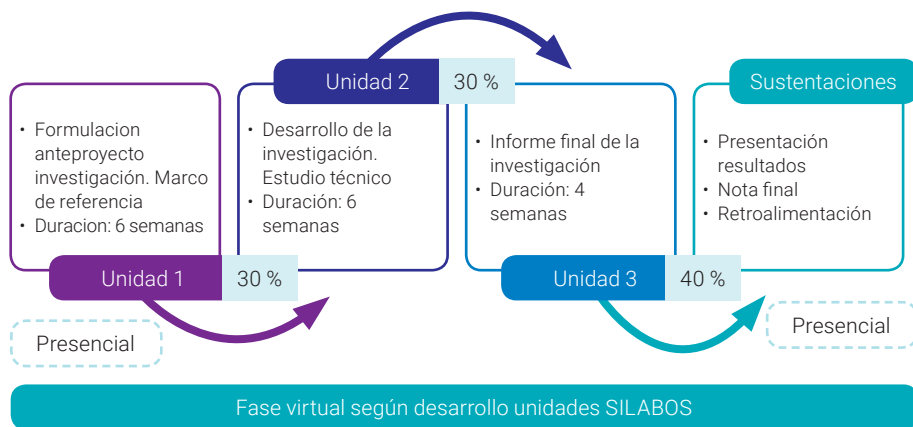 • Formulacion
anteproyecto
investigación. Marco
de referencia
• Duracion: 6 semanas
Unidad 1 30 %
Presencial
Unidad 2 30 %
• Desarrollo de la
investigación.
Estudio técnico
• Duración: 6
semanas
• Informe final de la
investigación
• Duración: 4
semanas
Unidad 3 40 %
Sustentaciones
• Presentación
resultados
• Nota final
• Retroalimentación
Presencial
Fase virtual según desarrollo unidades SILABOS